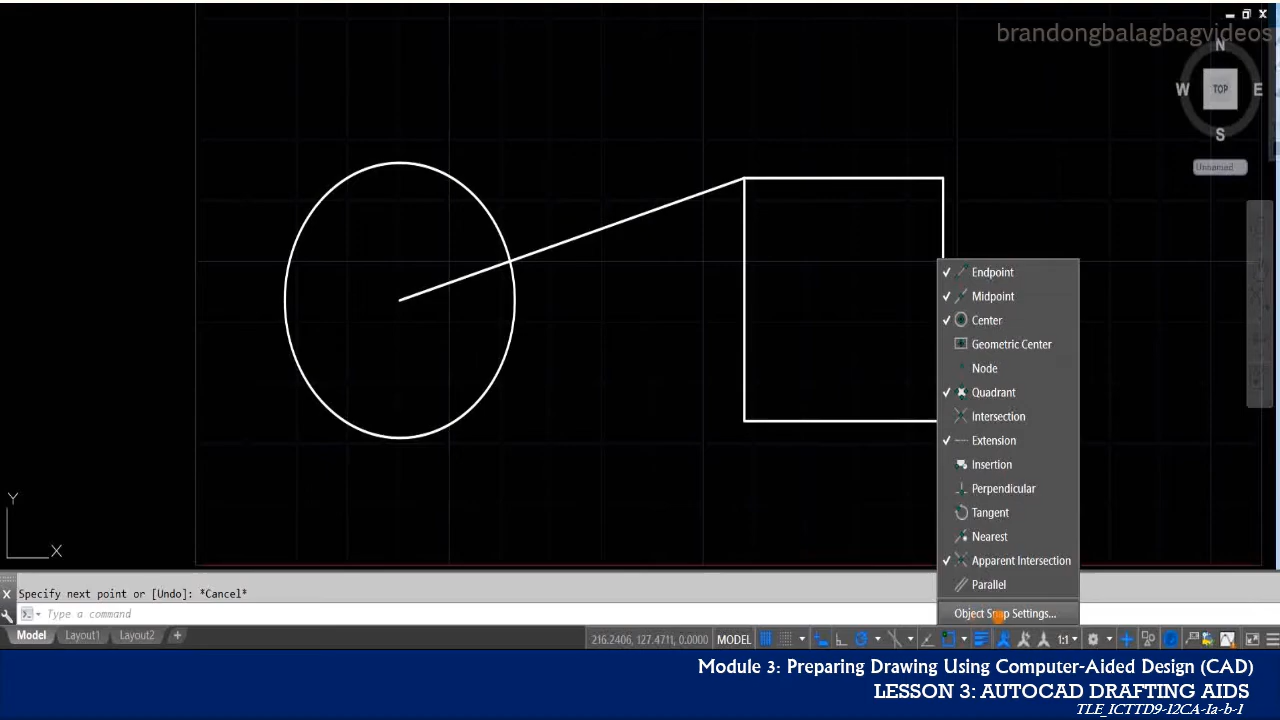 brandongbalagbagvideos
N
W
TOP
E
S
Unnamed
Endpoint
Midpoint
Center
Geometric Center
Node
Quadrant
Intersection
Extension
Insertion
Perpendicular
Tangent
Nearest
Apparent Intersection
Parallel
Object Snap Settings...
Y
X
Specify next point or [Undo]: *Cancel*
Type a command
Model Layout1 Layout2 +
216.2406, 127.4711, 0.0000 MODEL 1:1
Module 3: Preparing Drawing Using Computer-Aided Design (CAD)
LESSON 3: AUTOCAD DRAFTING AIDS
TLE_ICTTD9-12CA-Ia-b-1